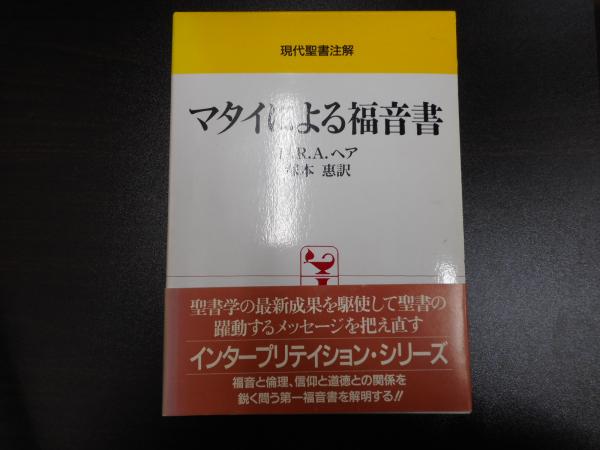 現代聖書注解
マタイによる福音書
D.R.A.ヘア
塚本 惠訳
聖書学の最新成果を駆使して聖書の
躍動するメッセージを把え直す
インタープリテイション・シリーズ
福音と倫理、信仰と道徳との関係を
鋭く問う第一福音書を解明する!!